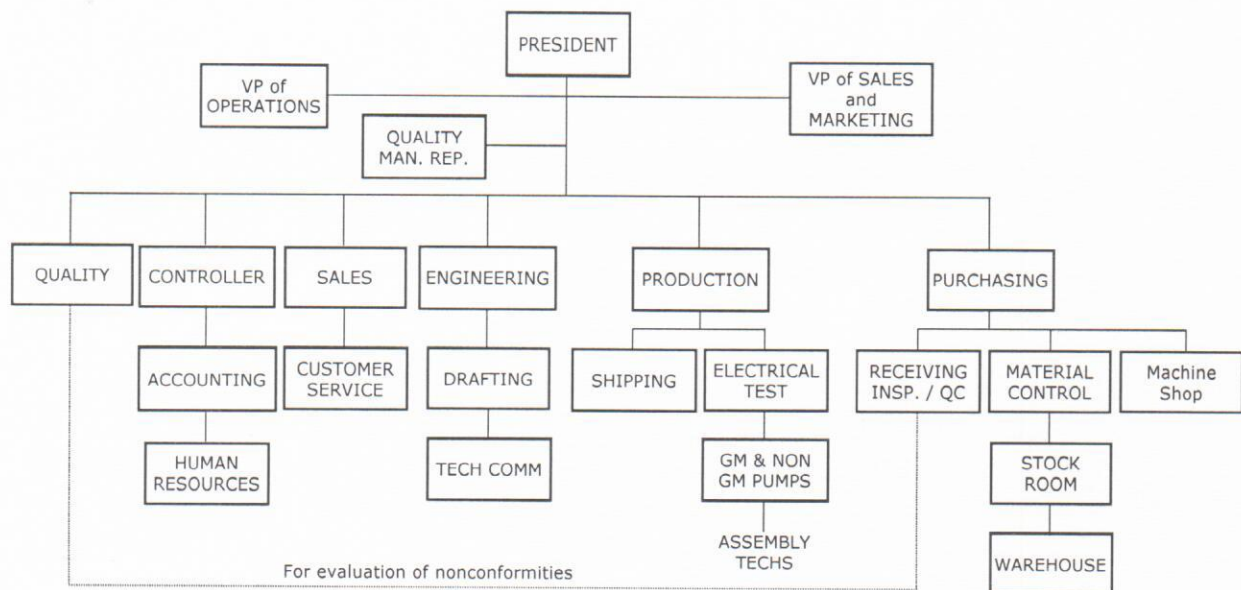 PRESIDENT
VP of
OPERATIONS
VP of SALES
and
MARKETING
QUALITY
MAN. REP.
QUALITY
CONTROLLER
SALES
ENGINEERING
PRODUCTION
PURCHASING
ACCOUNTING
CUSTOMER
SERVICE
DRAFTING
SHIPPING
ELECTRICAL
TEST
RECEIVING
INSP. / QC
MATERIAL
CONTROL
Machine
Shop
HUMAN
RESOURCES
TECH COMM
GM & NON
GM PUMPS
STOCK
ROOM
ASSEMBLY
TECHS
WAREHOUSE
For evaluation of nonconformities